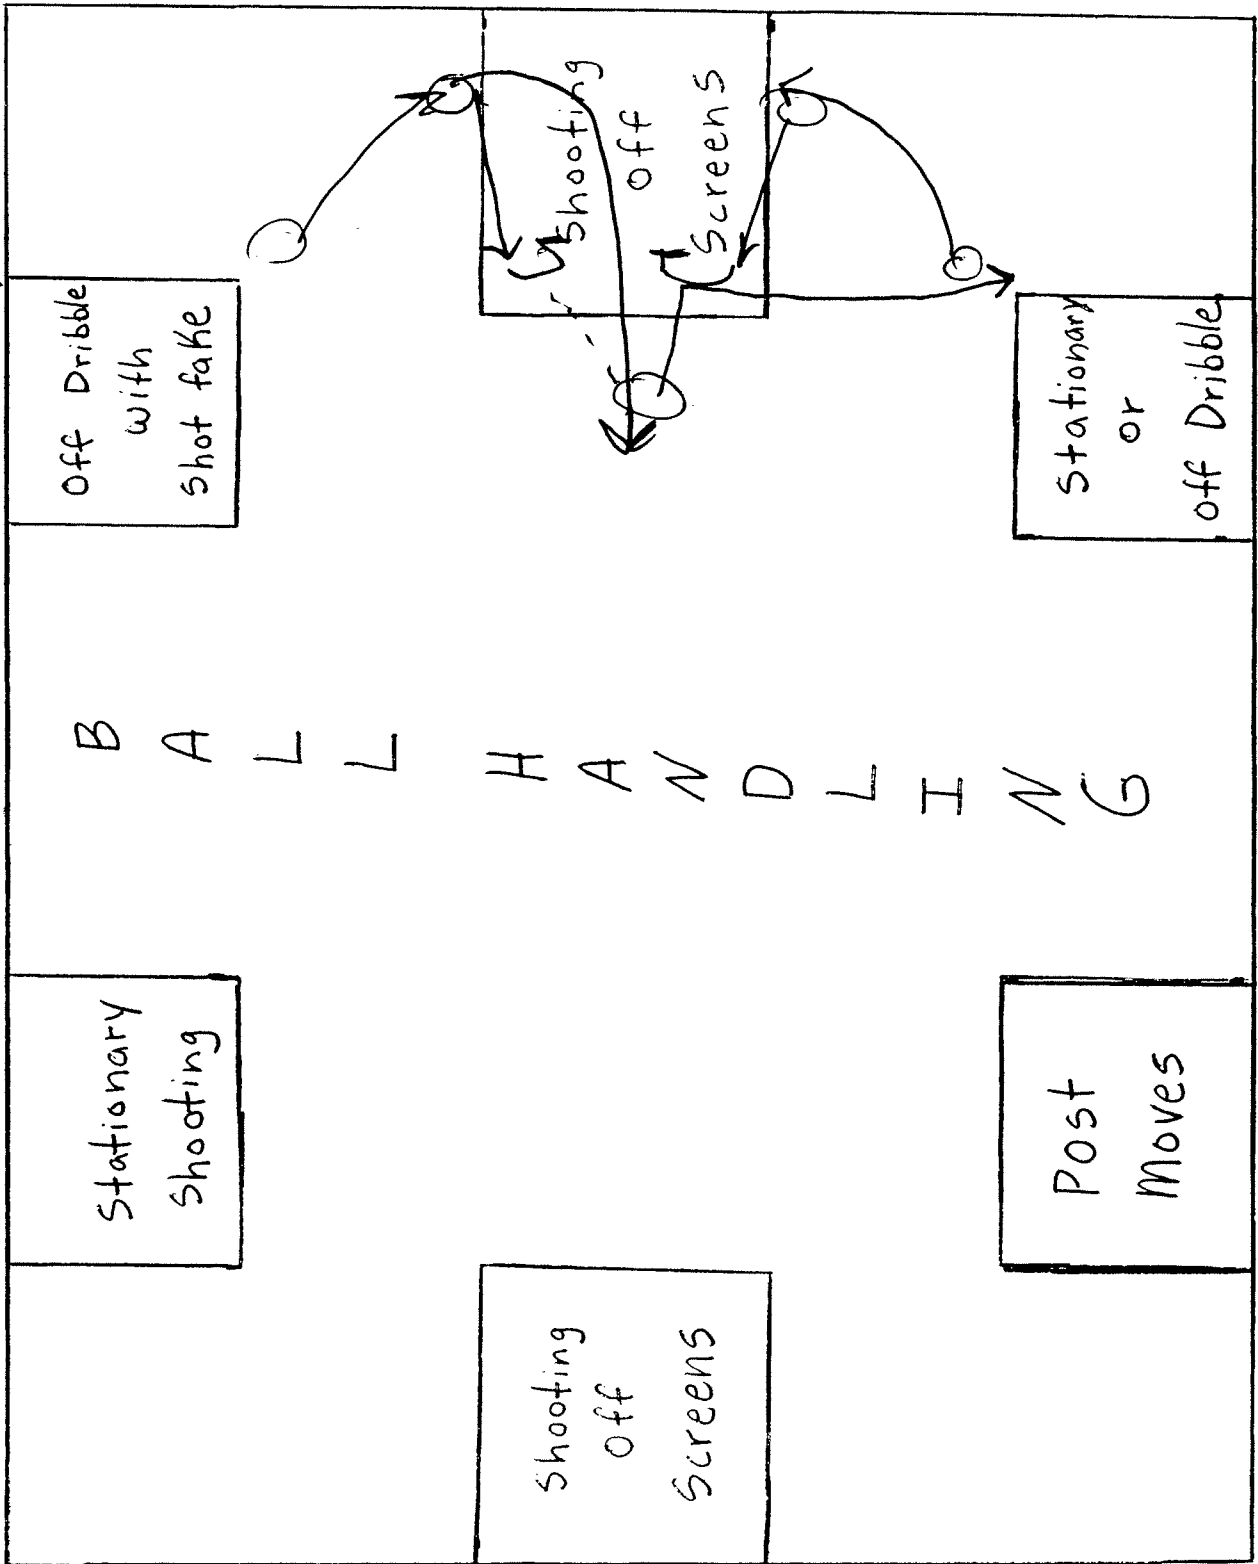 Stationary
Shooting
Off Dribble
with
Shot fake
BALL HANDLING
Shooting
Off
Screens
Shooting
Off
Screens
Post
Moves
Stationary
or
Off Dribble